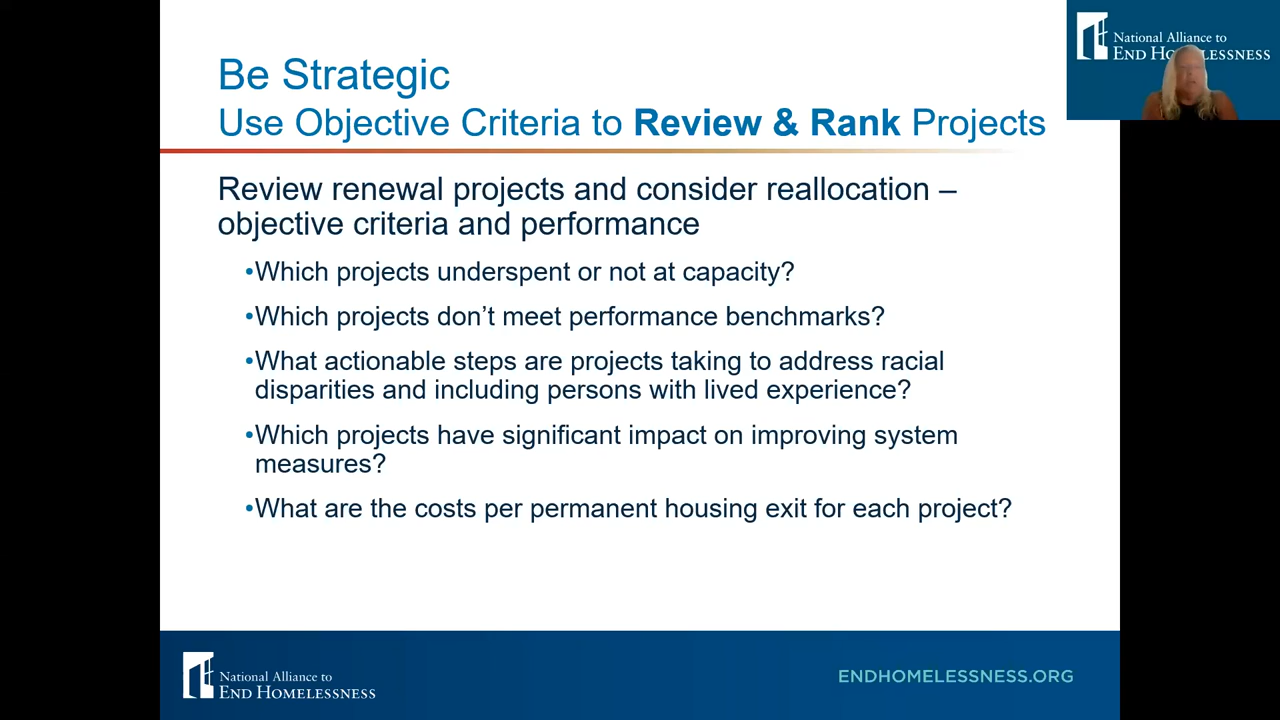 Be Strategic
Use Objective Criteria to Review & Rank Projects
Review renewal projects and consider reallocation –
objective criteria and performance
•Which projects underspent or not at capacity?
•Which projects don’t meet performance benchmarks?
•What actionable steps are projects taking to address racial
disparities and including persons with lived experience?
•Which projects have significant impact on improving system
measures?
•What are the costs per permanent housing exit for each project?
National Alliance to
END HOMELESSNESS
ENDHOMELESSNESS.ORG
National Alliance to
END HOMELESSNESS